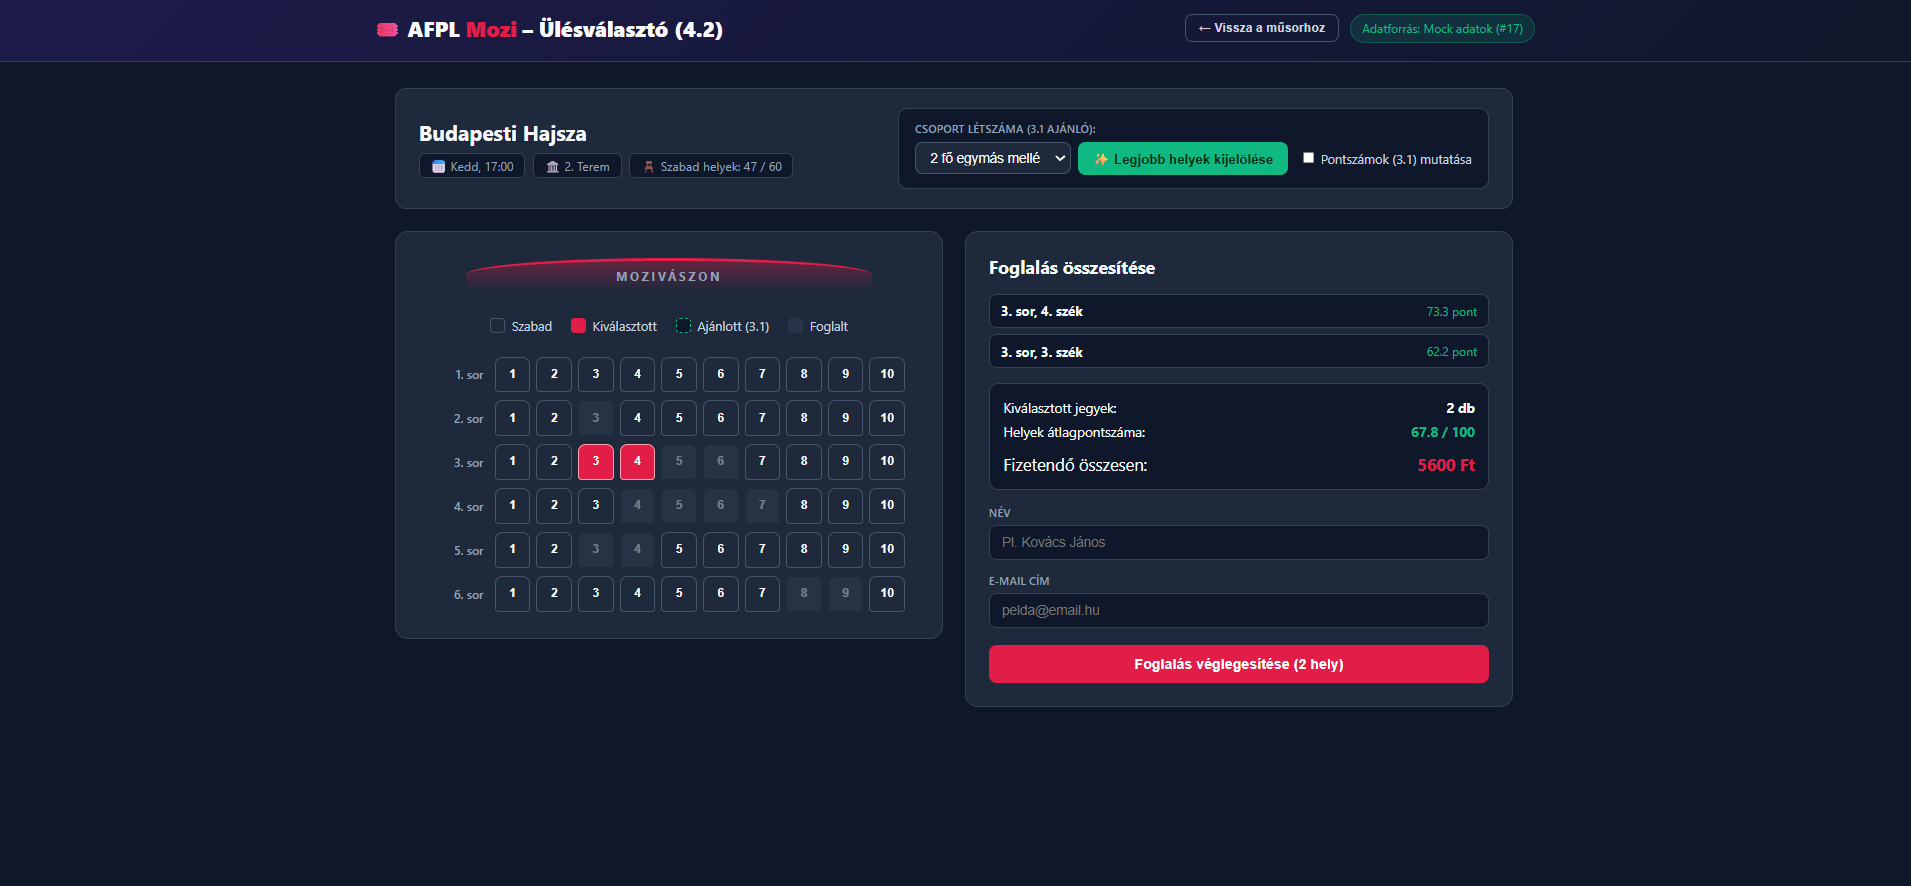 AFPL Mozi – Ülésválasztó (4.2)
← Vissza a műsorhoz
Adatforrás: Mock adatok (#17)
Budapesti Hajsza
Kedd, 17:00
2. Terem
Szabad helyek: 47 / 60
CSOPORT LÉTSZÁMA (3.1 AJÁNLÓ):
2 fő egymás mellé
✨ Legjobb helyek kijelölése
Pontszámok (3.1) mutatása
MOZIVÁSZON
Szabad
Kiválasztott
Ajánlott (3.1)
Foglalt
1. sor 1 2 3 4 5 6 7 8 9 10
2. sor 1 2 3 4 5 6 7 8 9 10
3. sor 1 2 3 4 5 6 7 8 9 10
4. sor 1 2 3 4 5 6 7 8 9 10
5. sor 1 2 3 4 5 6 7 8 9 10
6. sor 1 2 3 4 5 6 7 8 9 10
Foglalás összesítése
3. sor, 4. szék 73.3 pont
3. sor, 3. szék 62.2 pont
Kiválasztott jegyek: 2 db
Helyek átlagpontszáma: 67.8 / 100
Fizetendő összesen: 5600 Ft
NÉV
Pl. Kovács János
E-MAIL CÍM
pelda@email.hu
Foglalás véglegesítése (2 hely)